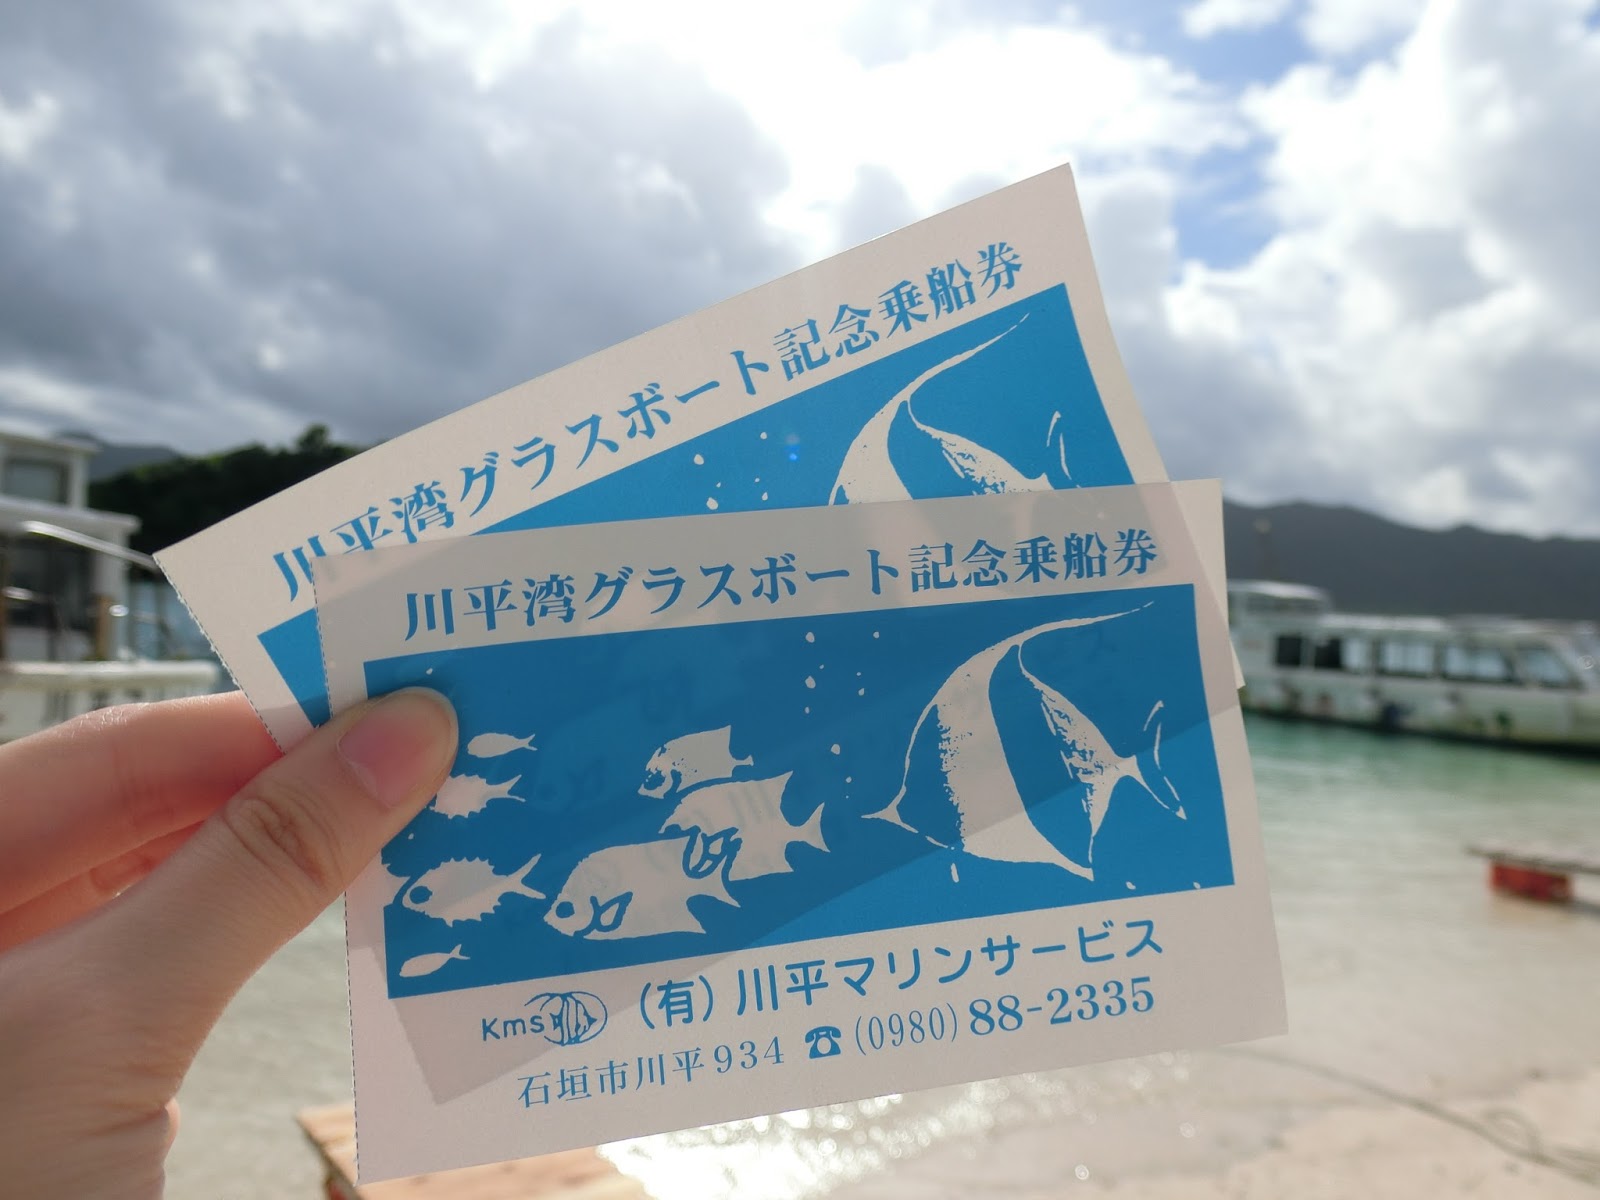 川平湾グラスボート記念乗船券
川平湾グラスボート記念乗船券
Kms (有)川平マリンサービス
石垣市川平934 ☎(0980)88-2335